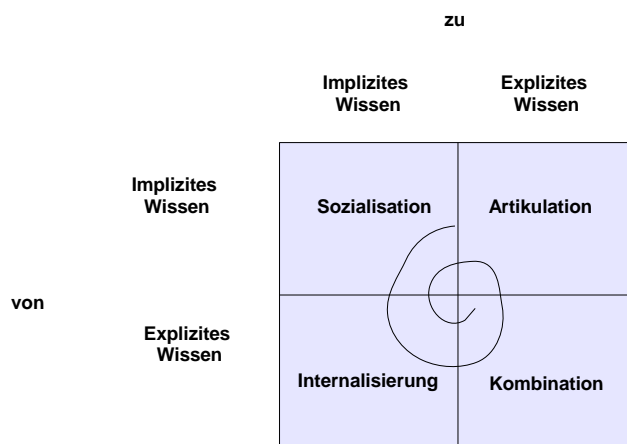 zu
Implizites
Wissen
Explizites
Wissen
Implizites
Wissen
Sozialisation
Artikulation
von
Explizites
Wissen
Internalisierung
Kombination